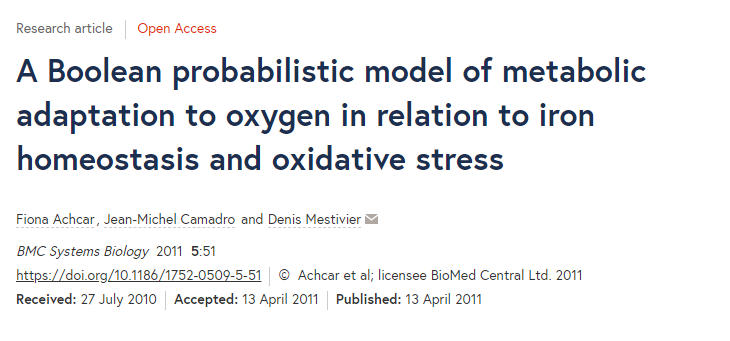 Research article | Open Access
A Boolean probabilistic model of metabolic
adaptation to oxygen in relation to iron
homeostasis and oxidative stress
Fiona Achcar, Jean-Michel Camadro and Denis Mestivier
BMC Systems Biology 2011 5:51
https://doi.org/10.1186/1752-0509-5-51 | © Achcar et al; licensee BioMed Central Ltd. 2011
Received: 27 July 2010 | Accepted: 13 April 2011 | Published: 13 April 2011